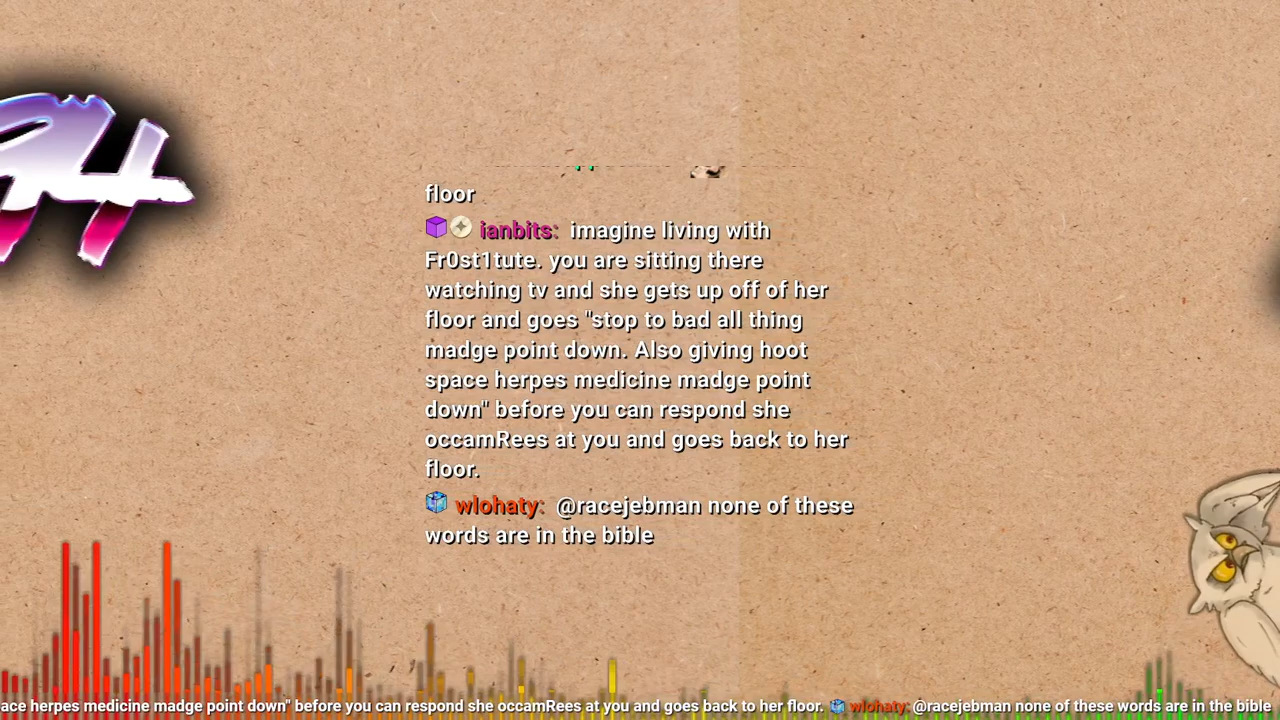 floor
ianbits: imagine living with
Fr0st1tute. you are sitting there
watching tv and she gets up off of her
floor and goes "stop to bad all thing
madge point down. Also giving hoot
space herpes medicine madge point
down" before you can respond she
occamRees at you and goes back to her
floor.
wlohaty: @racejebman none of these
words are in the bible
ace herpes medicine madge point down" before you can respond she occamRees at you and goes back to her floor. wlohaty: @racejebman none of these words are in the bible